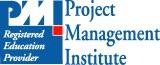 PMI
Registered
Education
Provider
Project
Management
Institute